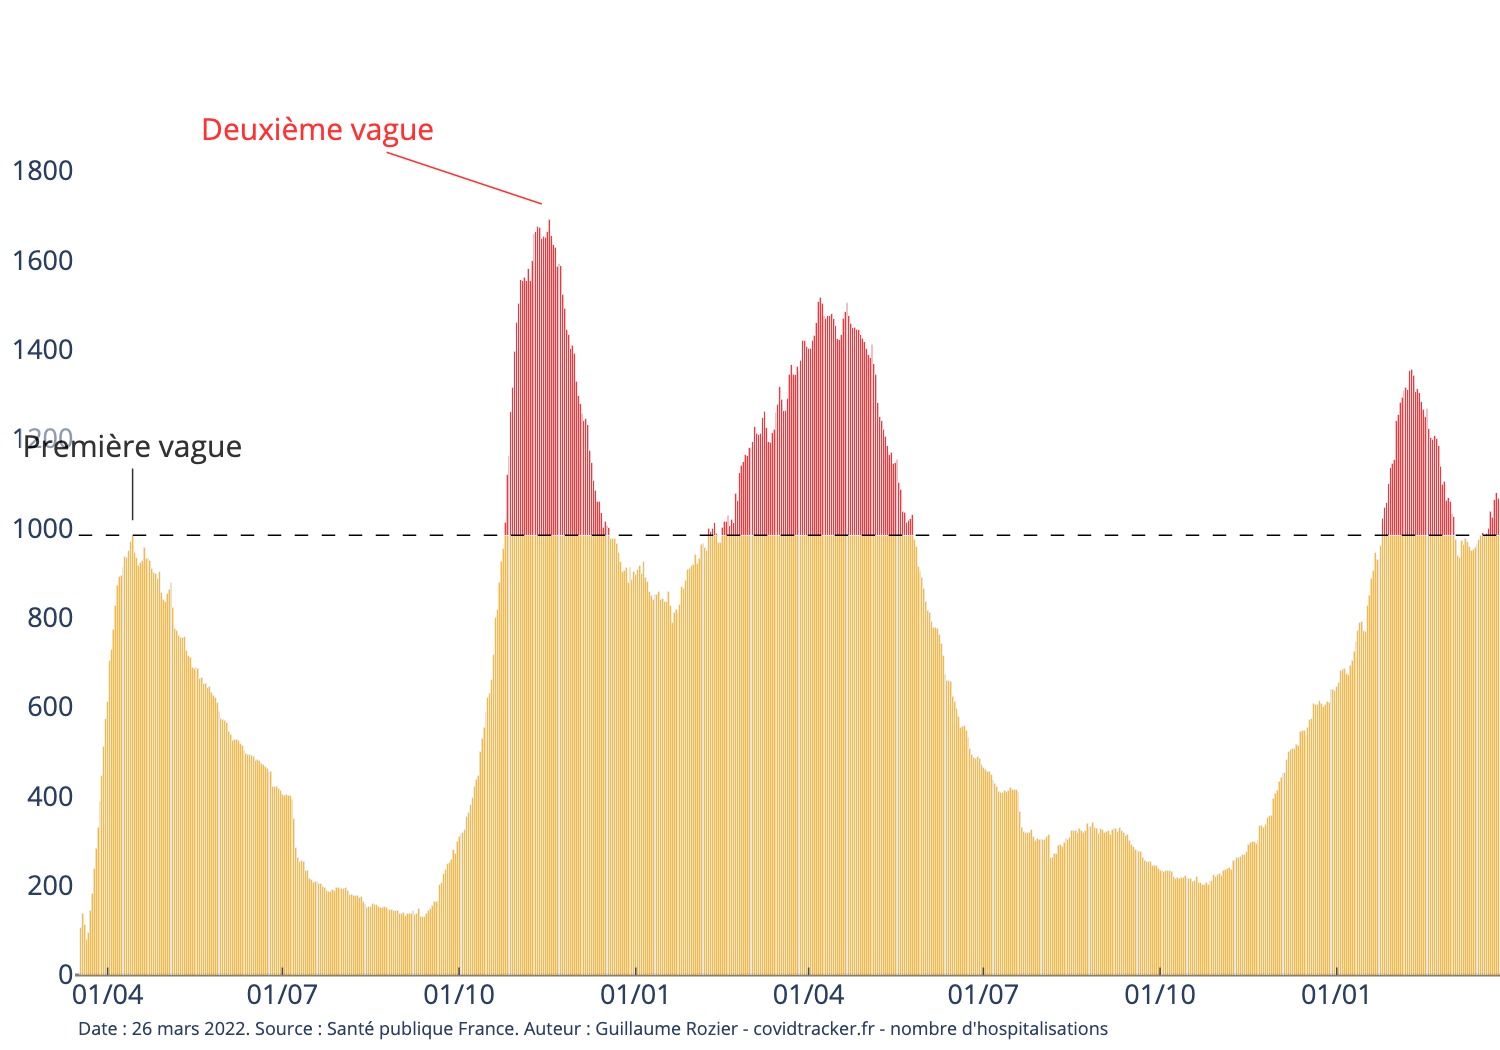 Deuxième vague
1800
1600
1400
1200
Première vague
1000
800
600
400
200
0
01/04 01/07 01/10 01/01 01/04 01/07 01/10 01/01
Date : 26 mars 2022. Source : Santé publique France. Auteur : Guillaume Rozier - covidtracker.fr - nombre d'hospitalisations